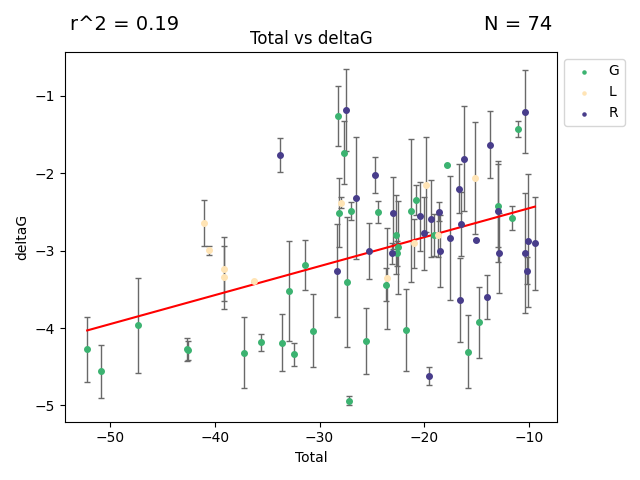 r^2 = 0.19
N = 74
Total vs deltaG
G
L
R
deltaG
−1
−2
−3
−4
−5
−50
−40
−30
−20
−10
Total